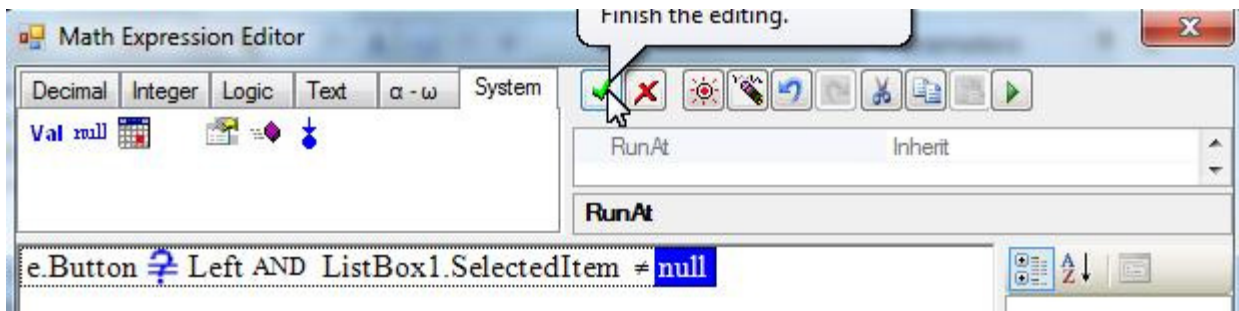 Finish the editing.
Math Expression Editor
Decimal Integer Logic Text α - ω System
Val null
RunAt Inherit
RunAt
e.Button ≟ Left AND ListBox1.SelectedItem ≠ null
A
Z